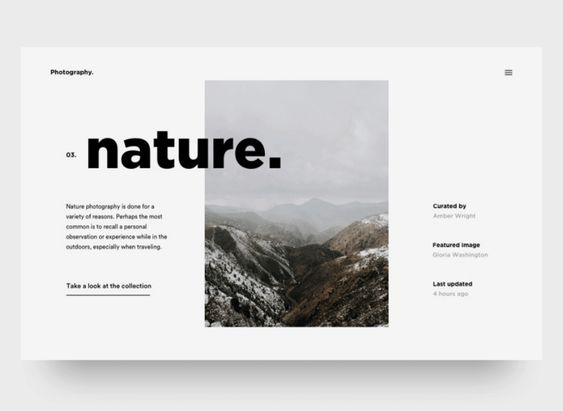 Photography.
03.
nature.
Nature photography is done for a
variety of reasons. Perhaps the most
common is to recall a personal
observation or experience while in the
outdoors, especially when traveling.
Take a look at the collection
Curated by
Amber Wright
Featured image
Gloria Washington
Last updated
4 hours ago